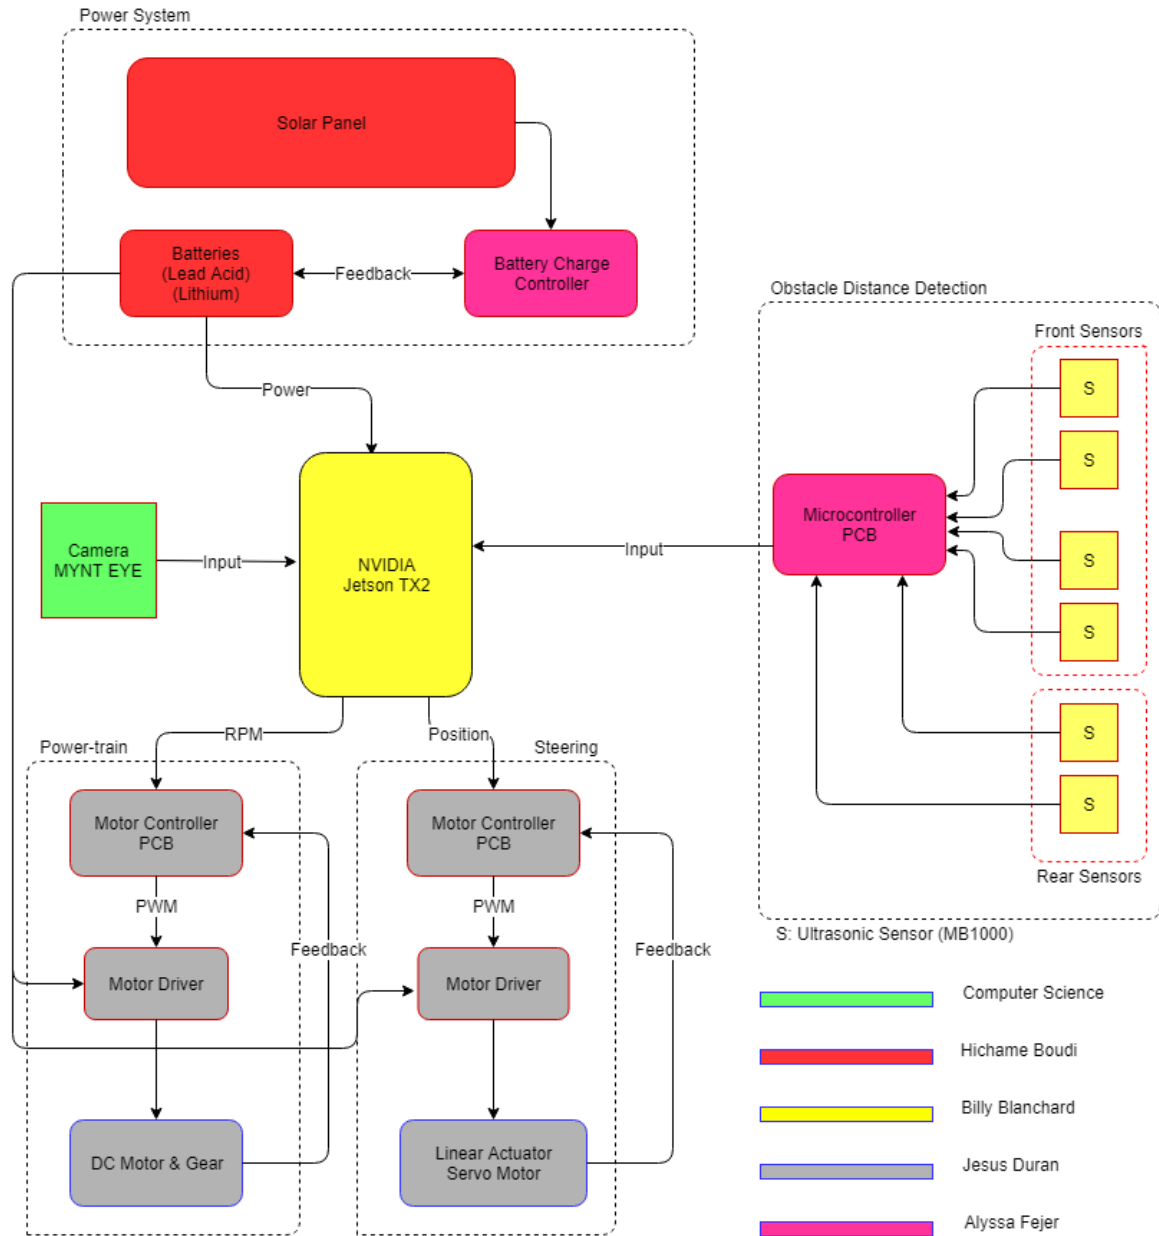 Power System
Solar Panel
Batteries
(Lead Acid)
(Lithium)
Feedback
Battery Charge
Controller
Power
Obstacle Distance Detection
Front Sensors
S
S
S
S
Microcontroller
PCB
Camera
MYNT EYE
Input
NVIDIA
Jetson TX2
Input
S
S
Rear Sensors
S: Ultrasonic Sensor (MB1000)
RPM
Position
Power-train
Steering
Motor Controller
PCB
Motor Controller
PCB
PWM
PWM
Feedback
Feedback
Motor Driver
Motor Driver
DC Motor & Gear
Linear Actuator
Servo Motor
Computer Science
Hichame Boudi
Billy Blanchard
Jesus Duran
Alyssa Fejer